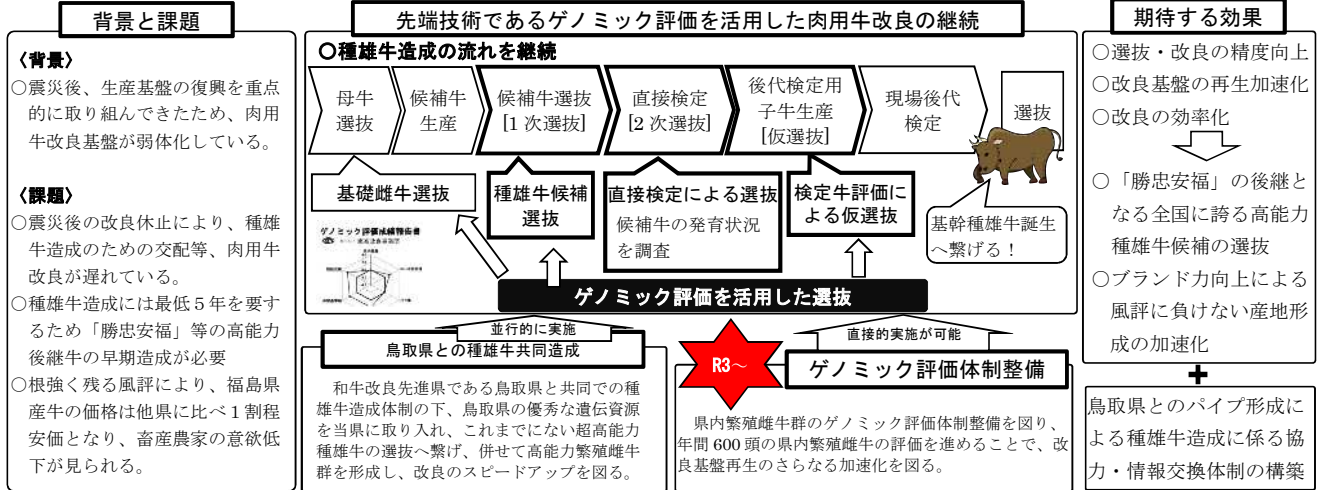 背景と課題
〈背景〉
○震災後、生産基盤の復興を重点
的に取り組んできたため、肉用
牛改良基盤が弱体化している。
〈課題〉
○震災後の改良休止により、種雄
牛造成のための交配等、肉用牛
改良が遅れている。
○種雄牛造成には最低５年を要す
るため「勝忠安福」等の高能力
後継牛の早期造成が必要
○根強く残る風評により、福島県
産牛の価格は他県に比べ１割程
安価となり、畜産農家の意欲低
下が見られる。
先端技術であるゲノミック評価を活用した肉用牛改良の継続
○種雄牛造成の流れを継続
母牛
選抜
候補牛
生産
候補牛選抜
[1 次選抜]
直接検定
[2 次選抜]
後代検定用
子牛生産
[仮選抜]
現場後代
検定
選抜
基礎雌牛選抜
種雄牛候補
選抜
直接検定による選抜
候補牛の発育状況
を調査
検定牛評価に
よる仮選抜
基幹種雄牛誕生
へ繋げる！
ゲノミック評価成績報告書
ゲノミック評価を活用した選抜
並行的に実施
鳥取県との種雄牛共同造成
和牛改良先進県である鳥取県と共同での種
雄牛造成体制の下、鳥取県の優秀な遺伝資源
を当県に取り入れ、これまでにない超高能力
種雄牛の選抜へ繋げ、併せて高能力繁殖雌牛
群を形成し、改良のスピードアップを図る。
直接的実施が可能
R3～
ゲノミック評価体制整備
県内繁殖雌牛群のゲノミック評価体制整備を図り、
年間 600 頭の県内繁殖雌牛の評価を進めることで、改
良基盤再生のさらなる加速化を図る。
期待する効果
○選抜・改良の精度向上
○改良基盤の再生加速化
○改良の効率化
○「勝忠安福」の後継と
なる全国に誇る高能力
種雄牛候補の選抜
○ブランド力向上による
風評に負けない産地形
成の加速化
+
鳥取県とのパイプ形成に
よる種雄牛造成に係る協
力・情報交換体制の構築